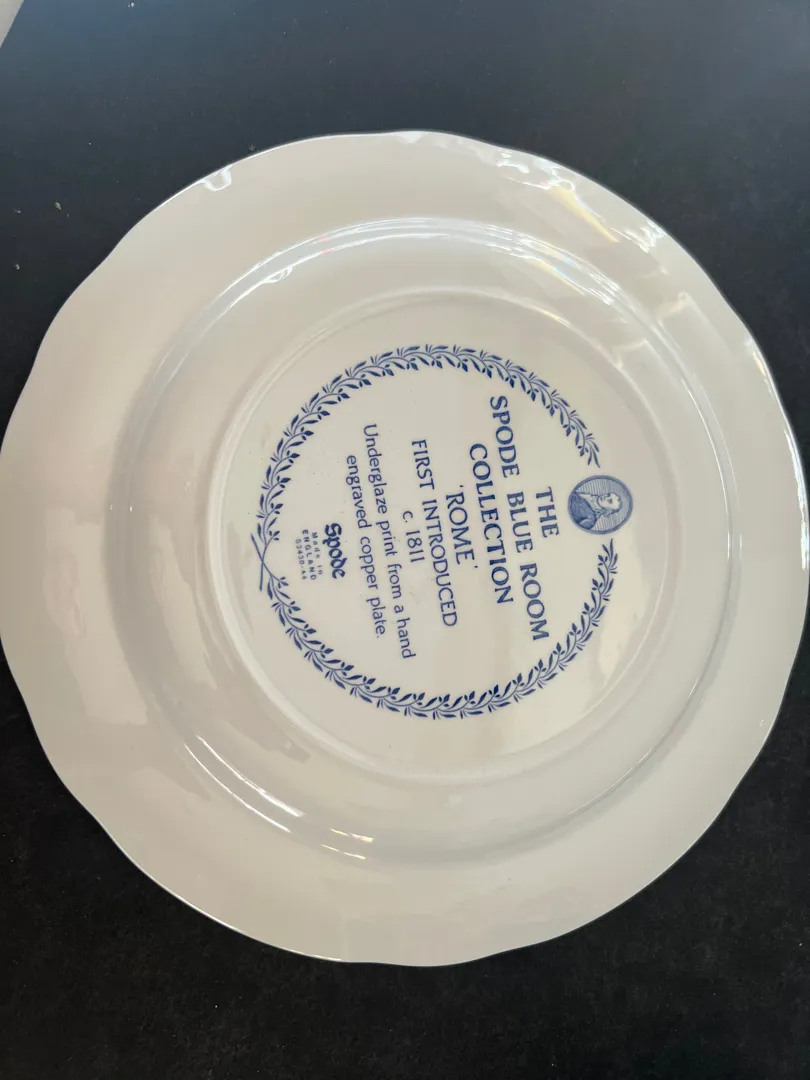 THE
SPODE BLUE ROOM
COLLECTION
'ROME'
FIRST INTRODUCED
c. 1811
Underglaze print from a hand
engraved copper plate.
Spode
Made in
ENGLAND